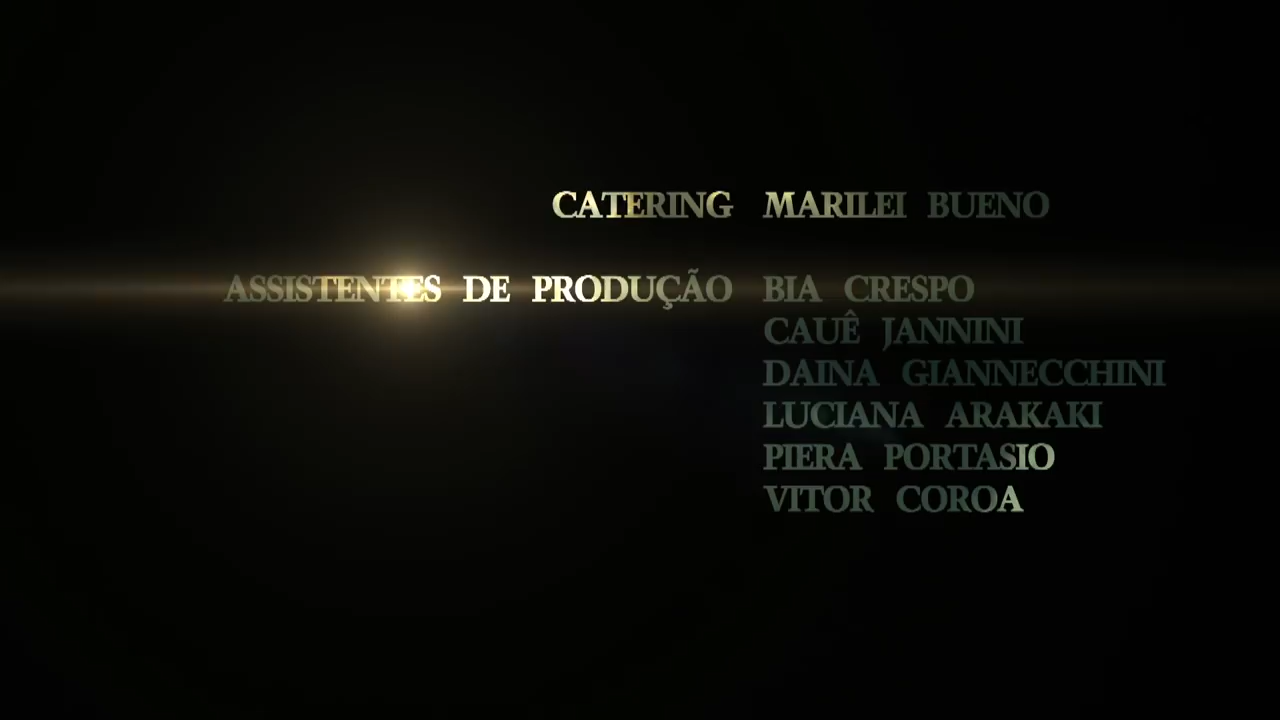 CATERING MARILEI BUENO
ASSISTENTES DE PRODUÇÃO BIA CRESPO
CAUÊ JANNINI
DAINA GIANNECCHINI
LUCIANA ARAKAKI
PIERA PORTASIO
VITOR COROA